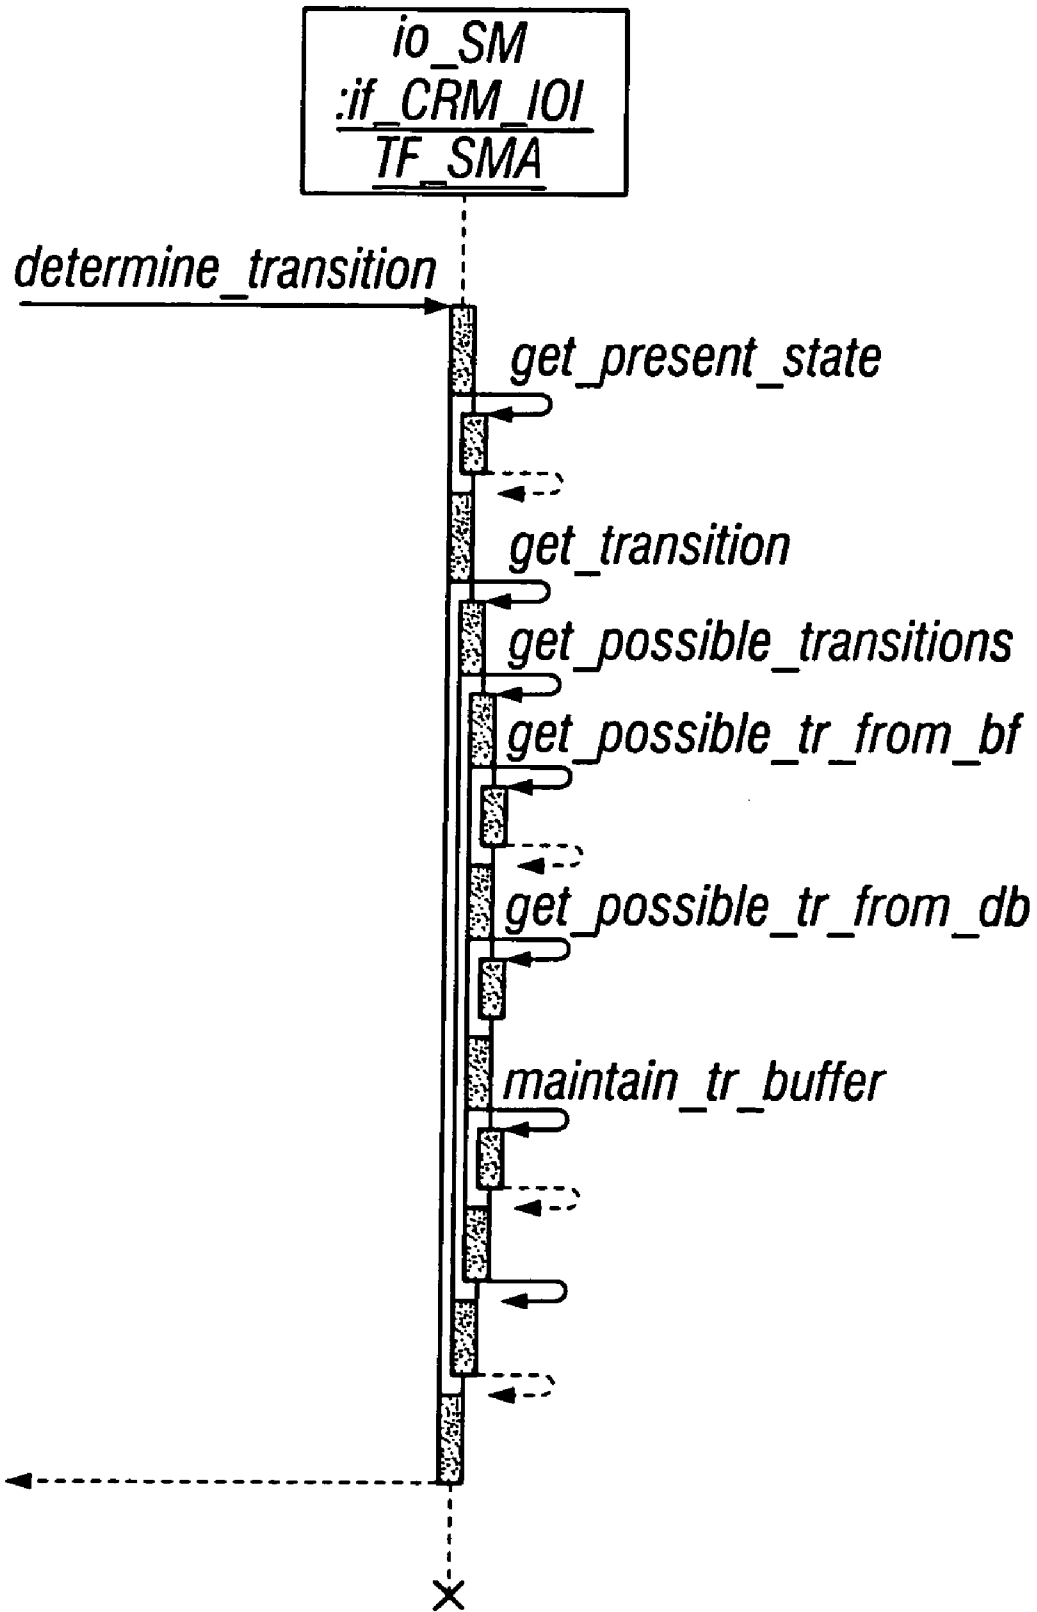 io_SM
:if_CRM_IOI
TF_SMA
determine_transition
get_present_state
get_transition
get_possible_transitions
get_possible_tr_from_bf
get_possible_tr_from_db
maintain_tr_buffer